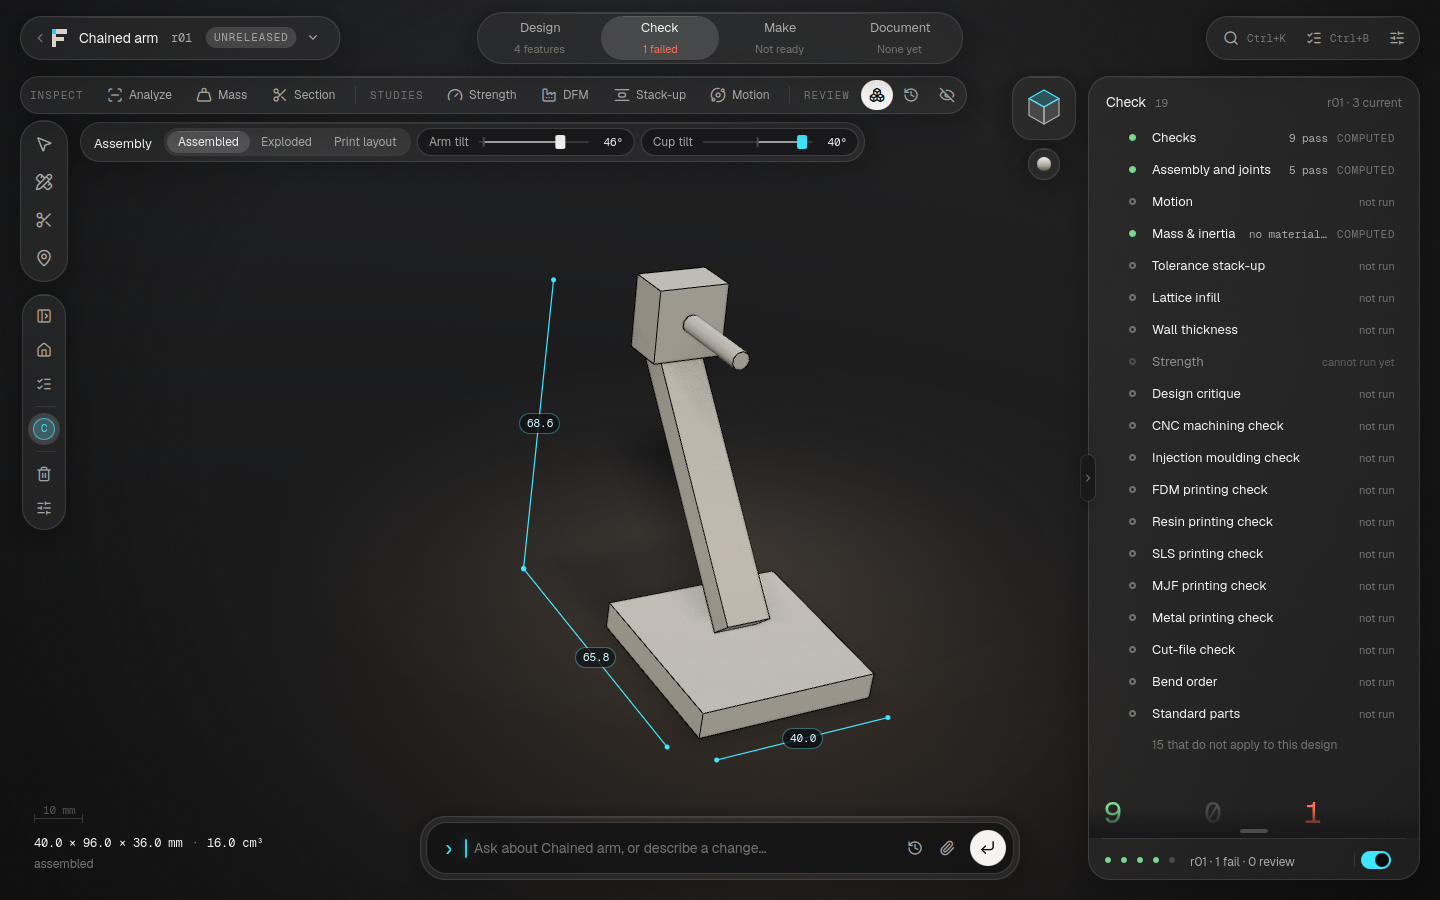 Chained arm r01 UNRELEASED
Design
4 features
Check
1 failed
Make
Not ready
Document
None yet
Ctrl+K
Ctrl+B
INSPECT
Analyze
Mass
Section
STUDIES
Strength
DFM
Stack-up
Motion
REVIEW
Assembly
Assembled
Exploded
Print layout
Arm tilt 46°
Cup tilt 40°
C
68.6
65.8
40.0
10 mm
40.0 × 96.0 × 36.0 mm · 16.0 cm³
assembled
Ask about Chained arm, or describe a change…
Check 19 r01 · 3 current
Checks 9 pass COMPUTED
Assembly and joints 5 pass COMPUTED
Motion not run
Mass & inertia no material… COMPUTED
Tolerance stack-up not run
Lattice infill not run
Wall thickness not run
Strength cannot run yet
Design critique not run
CNC machining check not run
Injection moulding check not run
FDM printing check not run
Resin printing check not run
SLS printing check not run
MJF printing check not run
Metal printing check not run
Cut-file check not run
Bend order not run
Standard parts not run
15 that do not apply to this design
9 0 1
r01 · 1 fail · 0 review